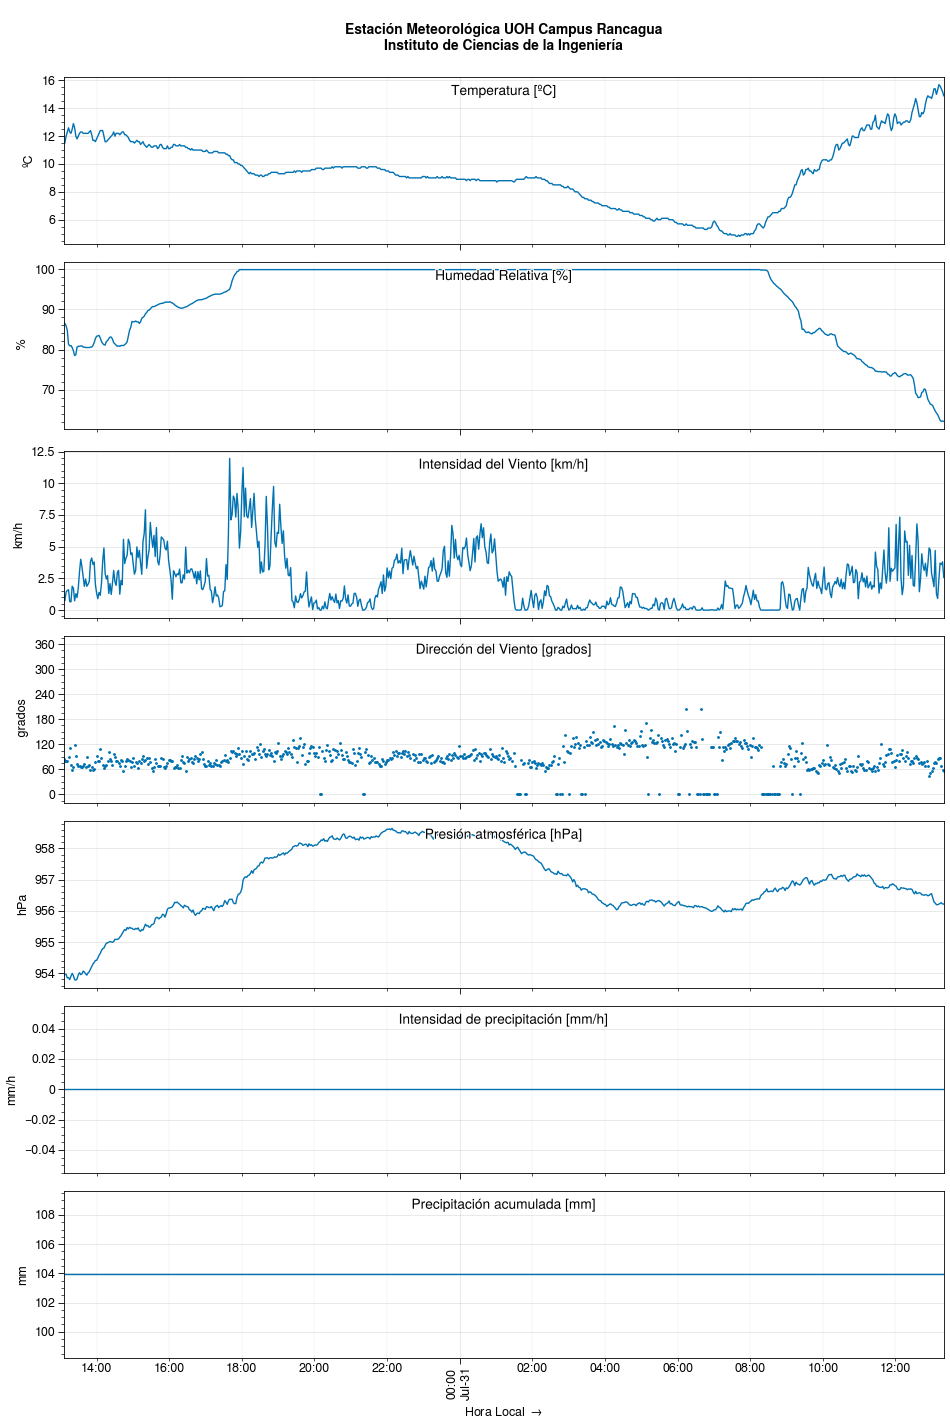 Estación Meteorológica UOH Campus Rancagua
Instituto de Ciencias de la Ingeniería
Temperatura [ºC]
16
14
12
10
8
6
ºC
Humedad Relativa [%]
100
90
80
70
%
Intensidad del Viento [km/h]
12.5
10
7.5
5
2.5
0
km/h
Dirección del Viento [grados]
360
300
240
180
120
60
0
grados
Presión atmosférica [hPa]
958
957
956
955
954
hPa
Intensidad de precipitación [mm/h]
0.04
0.02
0
−0.02
−0.04
mm/h
Precipitación acumulada [mm]
108
106
104
102
100
mm
14:00 16:00 18:00 20:00 22:00 00:00 02:00 04:00 06:00 08:00 10:00 12:00
Jul-31
Hora Local →